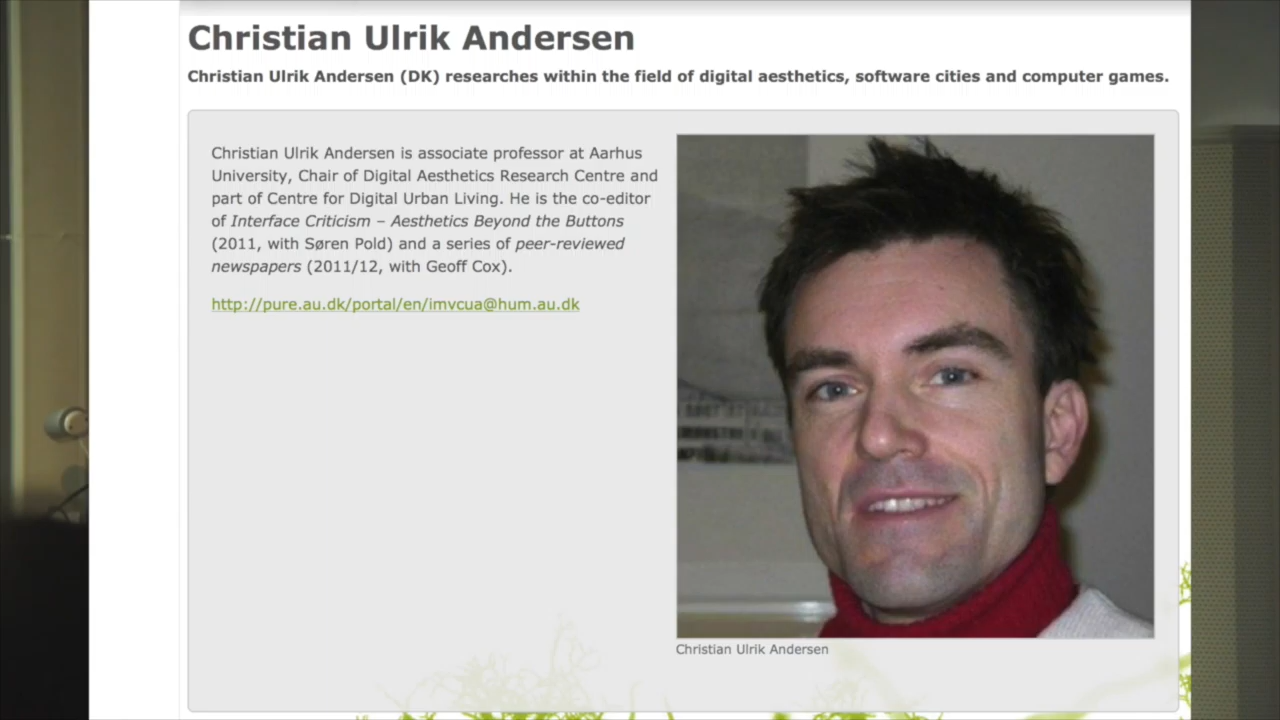 Christian Ulrik Andersen
Christian Ulrik Andersen (DK) researches within the field of digital aesthetics, software cities and computer games.
Christian Ulrik Andersen is associate professor at Aarhus
University, Chair of Digital Aesthetics Research Centre and
part of Centre for Digital Urban Living. He is the co-editor
of Interface Criticism – Aesthetics Beyond the Buttons
(2011, with Søren Pold) and a series of peer-reviewed
newspapers (2011/12, with Geoff Cox).
http://pure.au.dk/portal/en/imvcua@hum.au.dk
Christian Ulrik Andersen